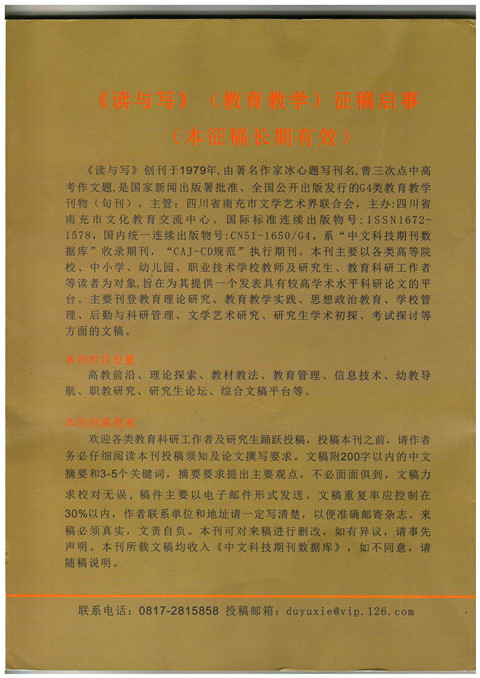 《读与写》（教育教学）征稿启事
（本征稿长期有效）
《读与写》创刊于1979年,由著名作家冰心题写刊名,曾三次点中高
考作文题,是国家新闻出版署批准、全国公开出版发行的G4类教育教学
刊物（旬刊）。主管：四川省南充市文学艺术界联合会，主办:四川省
南充市文化教育交流中心。国际标准连续出版物号:ISSN1672-
1578，国内统一连续出版物号:CN51-1650/G4。系“中文科技期刊数
据库”收录期刊，“CAJ-CD规范”执行期刊。本刊主要以各类高等院
校、中小学、幼儿园、职业技术学校教师及研究生、教育科研工作者
等读者为对象,旨在为其提供一个发表具有较高学术水平科研论文的平
台。主要刊登教育理论研究、教育教学实践、思想政治教育、学校管
理、后勤与科研管理、文学艺术研究、研究生学术初探、考试探讨等
方面的文稿。
本刊栏目设置
高教前沿、理论探索、教材教法、教育管理、信息技术、幼教导
航、职教研究、研究生论坛、综合文稿平台等。
本刊投稿要求
欢迎各类教育科研工作者及研究生踊跃投稿，投稿本刊之前，请作者
务必仔细阅读本刊投稿须知及论文撰写要求。文稿附200字以内的中文
摘要和3-5个关键词，摘要要求提出主要观点，不必面面俱到，文稿力
求校对无误，稿件主要以电子邮件形式发送。文稿重复率应控制在
30%以内，作者联系单位和地址请一定写清楚，以便准确邮寄杂志。来
稿必须真实，文责自负。本刊可对来稿进行删改，如有异议，请事先
声明。本刊所载文稿均收入《中文科技期刊数据库》，如不同意，请
随稿说明。
联系电话：0817-2815858 投稿邮箱：duyuxie@vip.126.com